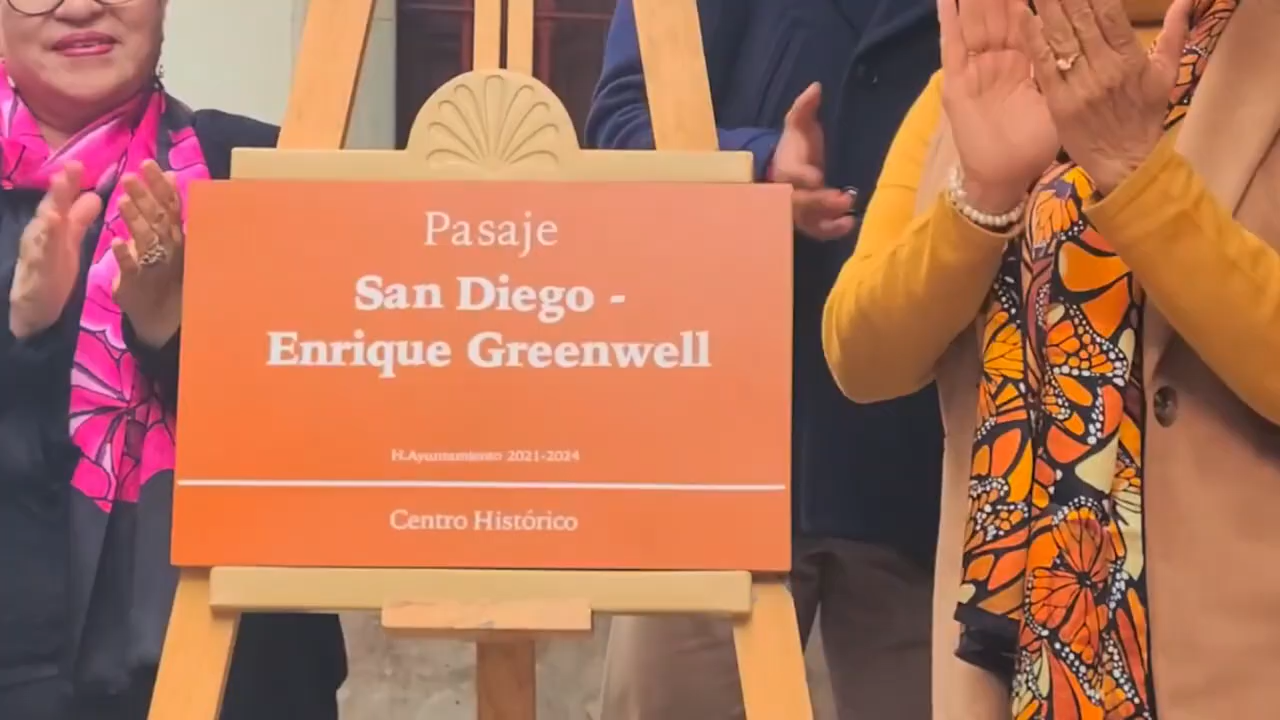 Pasaje
San Diego -
Enrique Greenwell
H.Ayuntamiento 2021-2024
Centro Histórico